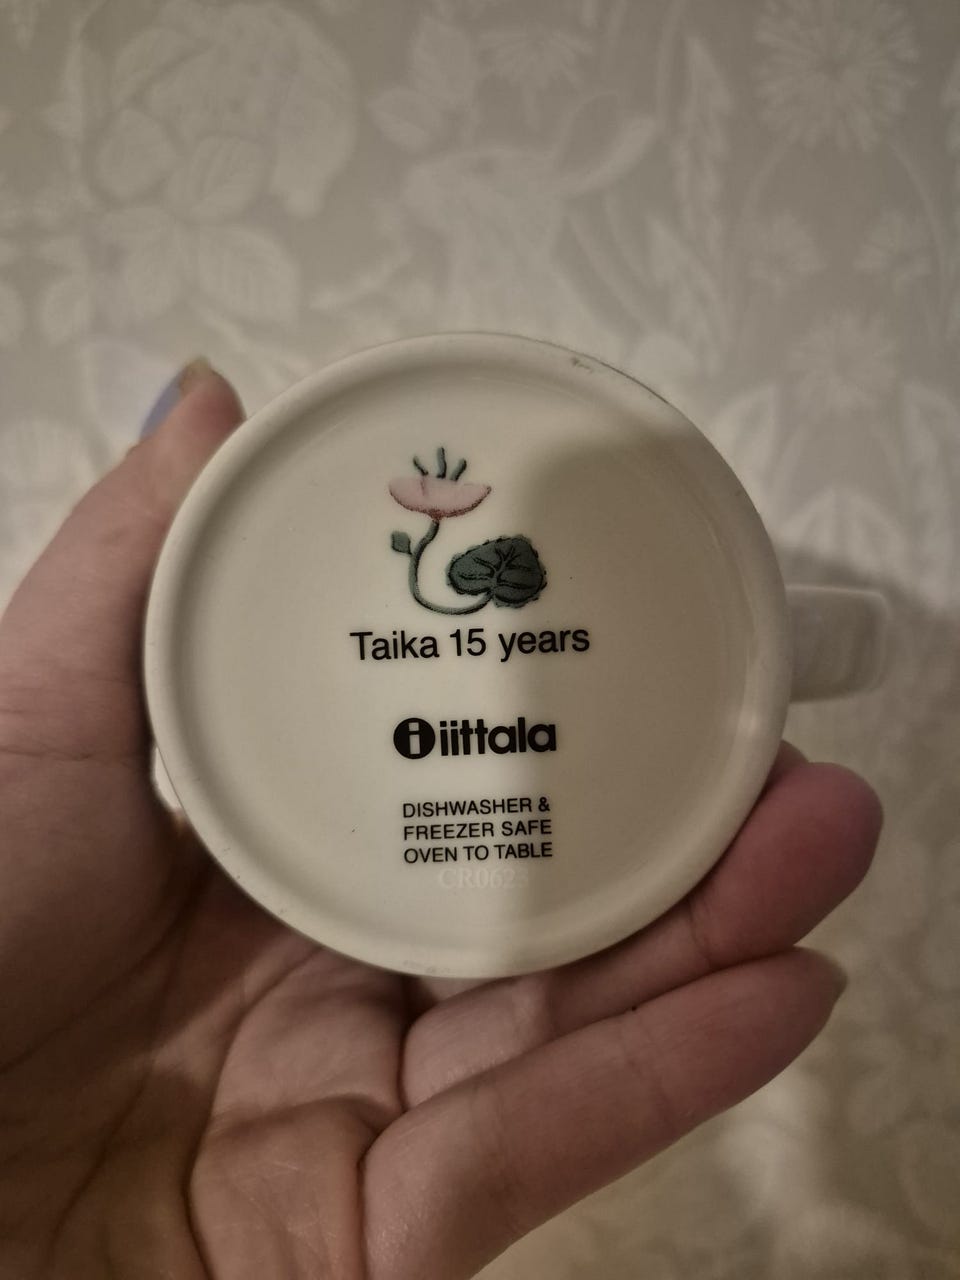 Taika 15 years
iittala
DISHWASHER &
FREEZER SAFE
OVEN TO TABLE